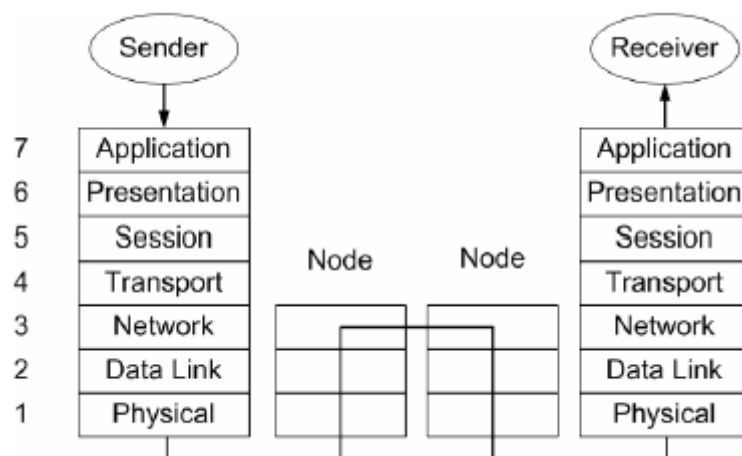 Sender Receiver
7 Application Application
6 Presentation Presentation
5 Session Session
Node Node
4 Transport Transport
3 Network Network
2 Data Link Data Link
1 Physical Physical